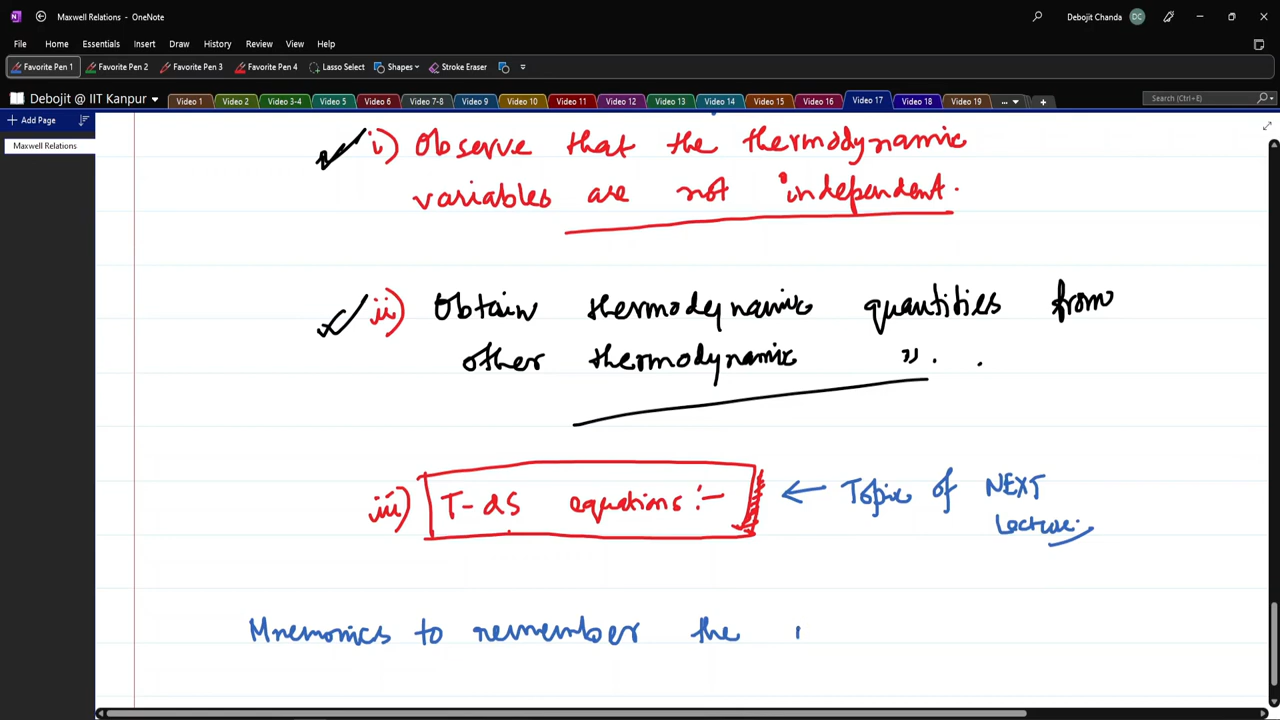 Maxwell Relations - OneNote
Debojit Chanda DC
File Home Essentials Insert Draw History Review View Help
Favorite Pen 1 Favorite Pen 2 Favorite Pen 3 Favorite Pen 4 Lasso Select Shapes Stroke Eraser
Debojit @ IIT Kanpur Video 1 Video 2 Video 3-4 Video 5 Video 6 Video 7-8 Video 9 Video 10 Video 11 Video 12 Video 13 Video 14 Video 15 Video 16 Video 17 Video 18 Video 19 ... + Search (Ctrl+E)
+ Add Page
Maxwell Relations
i) Observe that the thermodynamic
variables are not independent.
ii) Obtain thermodynamic quantities from
other thermodynamic ". .
iii) T-dS equations :- ← Topic of NEXT
Lecture.
Mnemonics to remember the